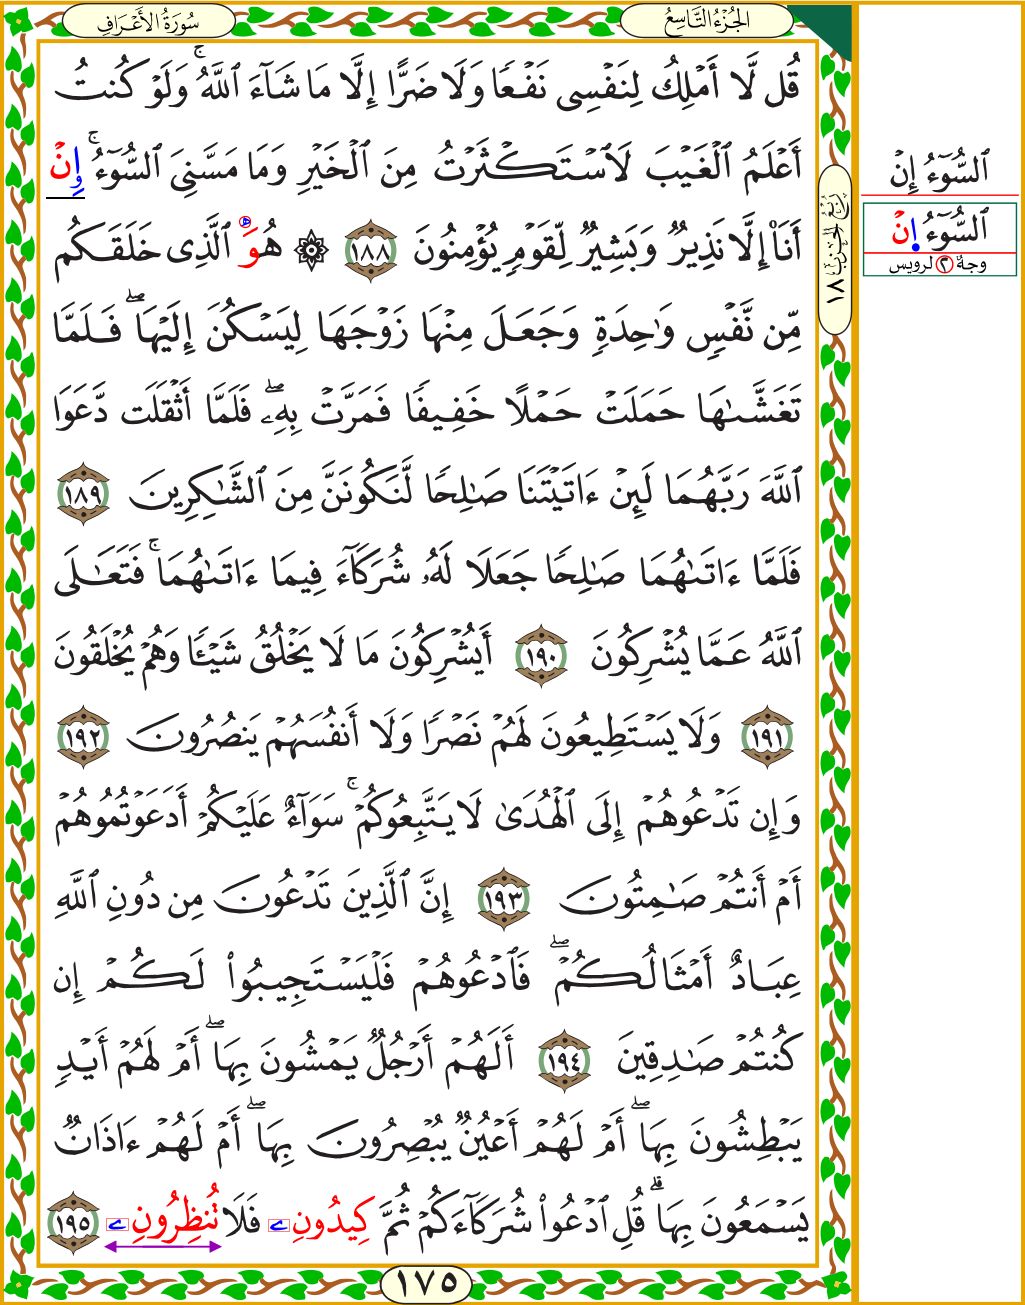 سُورَةُ الأَعْرَافِ
الجُزْءُ التَّاسِعُ
قُل لَّا أَمْلِكُ لِنَفْسِى نَفْعًا وَلَا ضَرًّا إِلَّا مَا شَآءَ ٱللَّهُ ۚ وَلَوْ كُنتُ
أَعْلَمُ ٱلْغَيْبَ لَٱسْتَكْثَرْتُ مِنَ ٱلْخَيْرِ وَمَا مَسَّنِىَ ٱلسُّوٓءُ ۚ إِنْ
أَنَا۠ إِلَّا نَذِيرٌ وَبَشِيرٌ لِّقَوْمٍ يُؤْمِنُونَ ١٨٨ ۞ هُوَ ٱلَّذِى خَلَقَكُم
مِّن نَّفْسٍ وَٰحِدَةٍ وَجَعَلَ مِنْهَا زَوْجَهَا لِيَسْكُنَ إِلَيْهَا ۖ فَلَمَّا
تَغَشَّىٰهَا حَمَلَتْ حَمْلًا خَفِيفًا فَمَرَّتْ بِهِۦ ۖ فَلَمَّا أَثْقَلَت دَّعَوَا
ٱللَّهَ رَبَّهُمَا لَئِنْ ءَاتَيْتَنَا صَـٰلِحًا لَّنَكُونَنَّ مِنَ ٱلشَّـٰكِرِينَ ١٨٩
فَلَمَّا ءَاتَىٰهُمَا صَـٰلِحًا جَعَلَا لَهُۥ شُرَكَآءَ فِيمَا ءَاتَىٰهُمَا ۚ فَتَعَـٰلَى
ٱللَّهُ عَمَّا يُشْرِكُونَ ١٩٠ أَيُشْرِكُونَ مَا لَا يَخْلُقُ شَيْـًٔا وَهُمْ يُخْلَقُونَ
١٩١ وَلَا يَسْتَطِيعُونَ لَهُمْ نَصْرًا وَلَا أَنفُسَهُمْ يَنصُرُونَ ١٩٢
وَإِن تَدْعُوهُمْ إِلَى ٱلْهُدَىٰ لَا يَتَّبِعُوكُمْ ۚ سَوَآءٌ عَلَيْكُمْ أَدَعَوْتُمُوهُمْ
أَمْ أَنتُمْ صَـٰمِتُونَ ١٩٣ إِنَّ ٱلَّذِينَ تَدْعُونَ مِن دُونِ ٱللَّهِ
عِبَادٌ أَمْثَالُكُمْ ۖ فَٱدْعُوهُمْ فَلْيَسْتَجِيبُوا۟ لَكُمْ إِن
كُنتُمْ صَـٰدِقِينَ ١٩٤ أَلَهُمْ أَرْجُلٌ يَمْشُونَ بِهَا ۖ أَمْ لَهُمْ أَيْدٍ
يَبْطِشُونَ بِهَا ۖ أَمْ لَهُمْ أَعْيُنٌ يُبْصِرُونَ بِهَا ۖ أَمْ لَهُمْ ءَاذَانٌ
يَسْمَعُونَ بِهَا ۗ قُلِ ٱدْعُوا۟ شُرَكَآءَكُمْ ثُمَّ كِيدُونِۦ فَلَا تُنظِرُونِۦ ١٩٥
١٧٥
رُبُعُ الحِزْبِ ١٨
ٱلسُّوٓءُ إِنْ
ٱلسُّوٓءُ اِنْ
وجهٌ ٢ لرويس